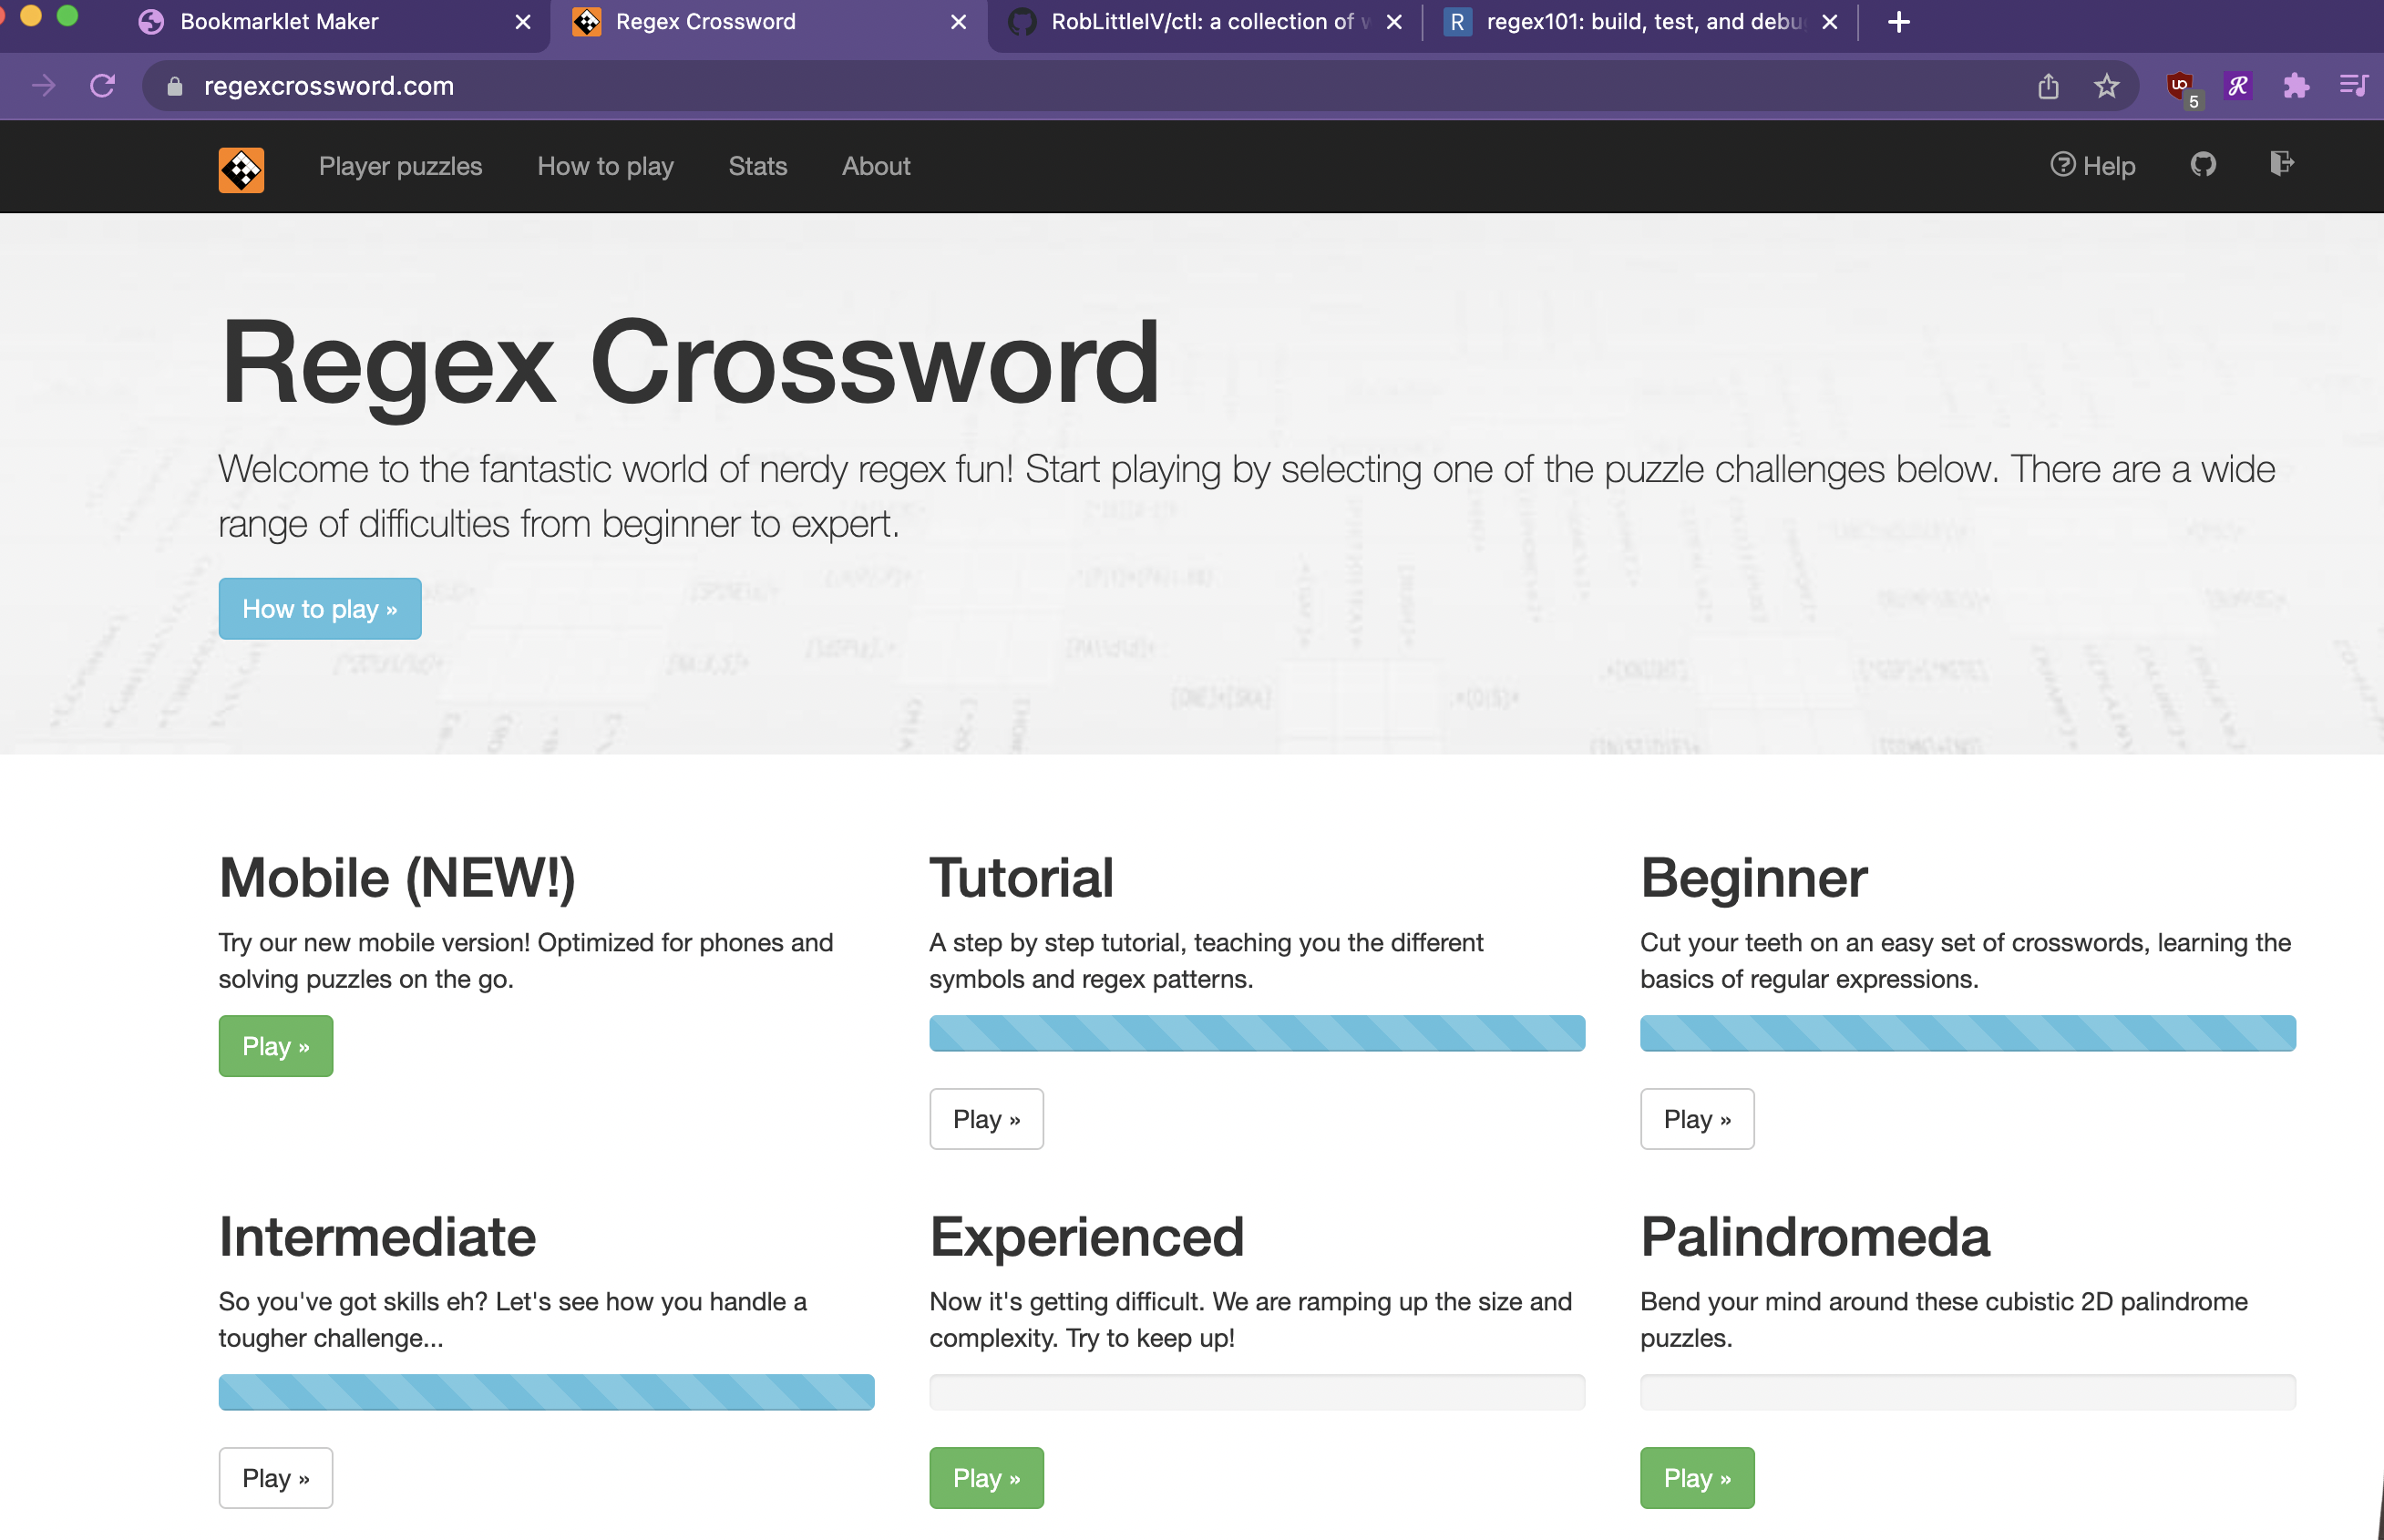 Bookmarklet Maker
Regex Crossword
RobLittleIV/ctl: a collection of w
R regex101: build, test, and debu
regexcrossword.com
5
Player puzzles How to play Stats About Help
Regex Crossword
Welcome to the fantastic world of nerdy regex fun! Start playing by selecting one of the puzzle challenges below. There are a wide
range of difficulties from beginner to expert.
How to play »
Mobile (NEW!)
Try our new mobile version! Optimized for phones and
solving puzzles on the go.
Play »
Tutorial
A step by step tutorial, teaching you the different
symbols and regex patterns.
Play »
Beginner
Cut your teeth on an easy set of crosswords, learning the
basics of regular expressions.
Play »
Intermediate
So you've got skills eh? Let's see how you handle a
tougher challenge...
Play »
Experienced
Now it's getting difficult. We are ramping up the size and
complexity. Try to keep up!
Play »
Palindromeda
Bend your mind around these cubistic 2D palindrome
puzzles.
Play »